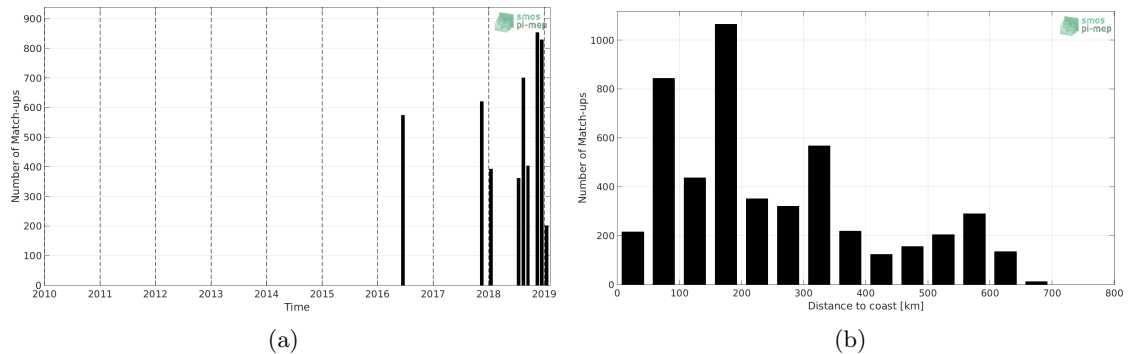 smos
pi-mep
900
800
700
600
500
400
300
200
100
0
Number of Match-ups
2010 2011 2012 2013 2014 2015 2016 2017 2018 2019
Time
(a)
smos
pi-mep
1000
800
600
400
200
0
Number of Match-ups
0 100 200 300 400 500 600 700 800
Distance to coast [km]
(b)